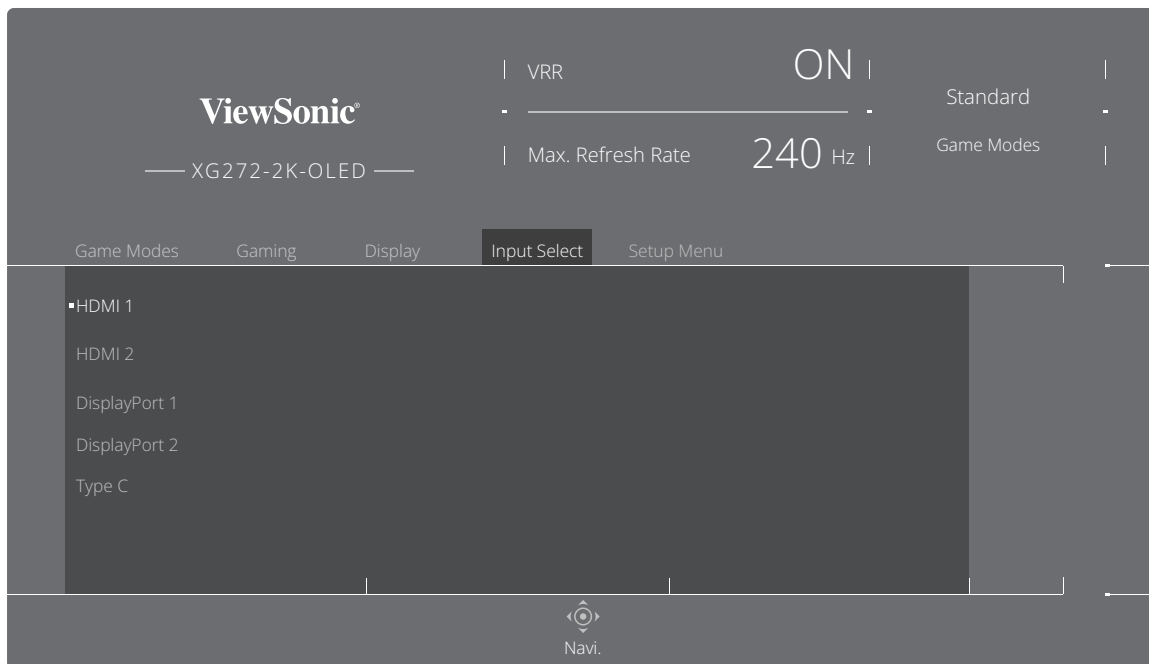 ViewSonic®
XG272-2K-OLED
VRR ON
Max. Refresh Rate 240 Hz
Standard
Game Modes
Game Modes Gaming Display Input Select Setup Menu
HDMI 1
HDMI 2
DisplayPort 1
DisplayPort 2
Type C
Navi.